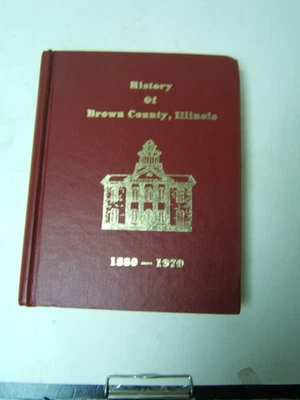 History
Of
Brown County, Illinois
1880 — 1970